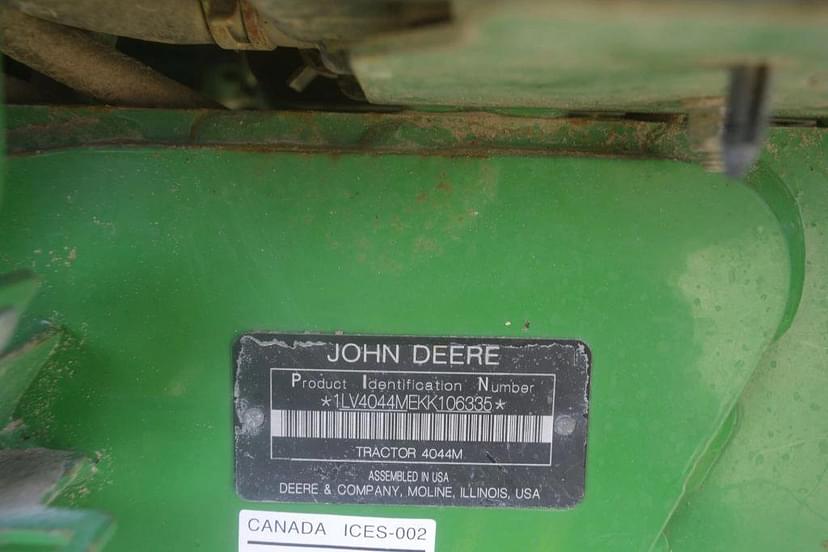 JOHN DEERE
Product Identification Number
*1LV4044MEKK106335*
TRACTOR 4044M
ASSEMBLED IN USA
DEERE & COMPANY, MOLINE, ILLINOIS, USA
CANADA ICES-002